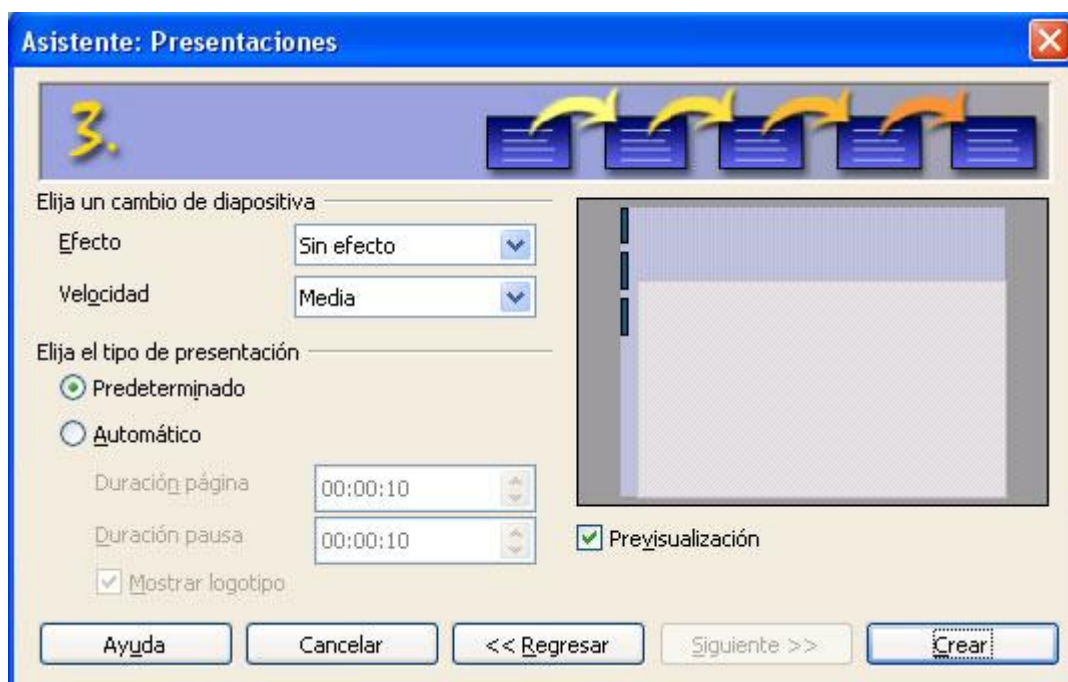 Asistente: Presentaciones
3.
Elija un cambio de diapositiva
Efecto
Sin efecto
Velocidad
Media
Elija el tipo de presentación
Predeterminado
Automático
Duración página
00:00:10
Duración pausa
00:00:10
Previsualización
Mostrar logotipo
Ayuda
Cancelar
<< Regresar
Siguiente >>
Crear